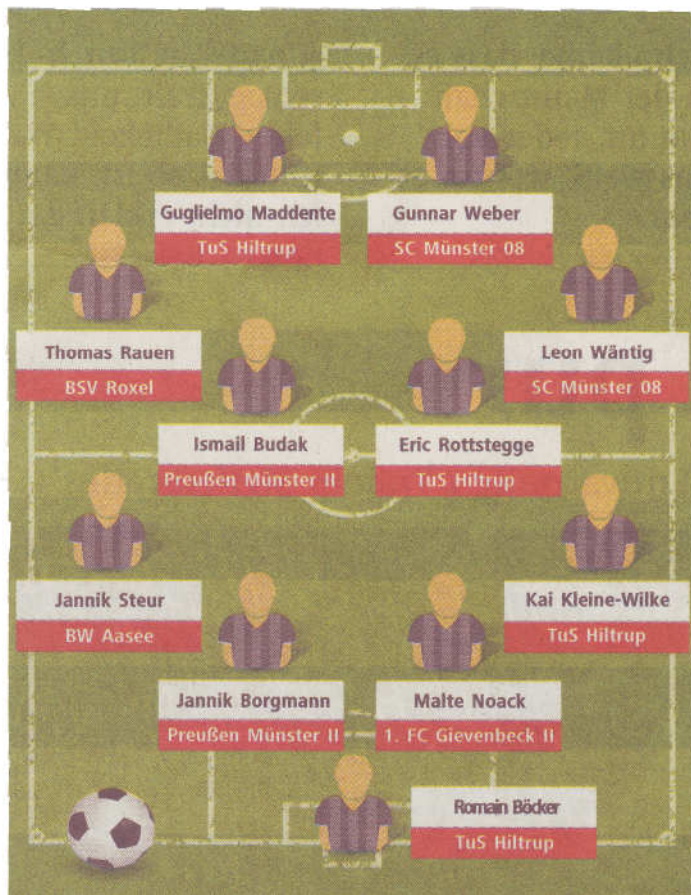 Guglielmo Maddente
TuS Hiltrup
Gunnar Weber
SC Münster 08
Thomas Rauen
BSV Roxel
Leon Wäntig
SC Münster 08
Ismail Budak
Preußen Münster II
Eric Rottstegge
TuS Hiltrup
Jannik Steur
BW Aasee
Kai Kleine-Wilke
TuS Hiltrup
Jannik Borgmann
Preußen Münster II
Malte Noack
1. FC Gievenbeck II
Romain Böcker
TuS Hiltrup